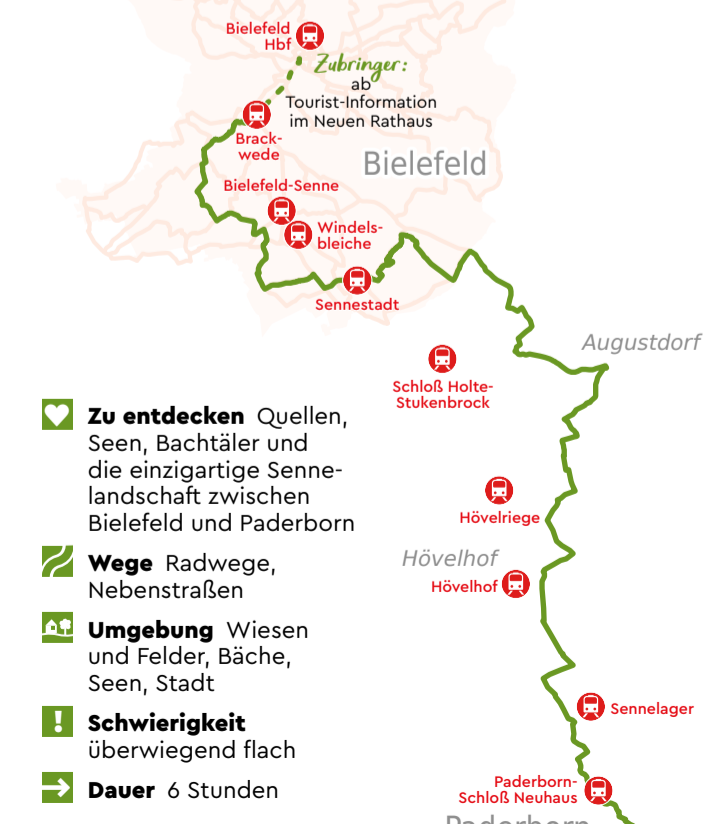 Bielefeld
Hbf
Zubringer:
ab
Tourist-Information
im Neuen Rathaus
Brack-
wede
Bielefeld
Bielefeld-Senne
Windels-
bleiche
Sennestadt
Augustdorf
Schloß Holte-
Stukenbrock
Zu entdecken Quellen,
Seen, Bachtäler und
die einzigartige Senne-
landschaft zwischen
Bielefeld und Paderborn
Hövelriege
Hövelhof
Hövelhof
Wege Radwege,
Nebenstraßen
Umgebung Wiesen
und Felder, Bäche,
Seen, Stadt
Sennelager
! Schwierigkeit
überwiegend flach
Dauer 6 Stunden
Paderborn-
Schloß Neuhaus
Paderborn